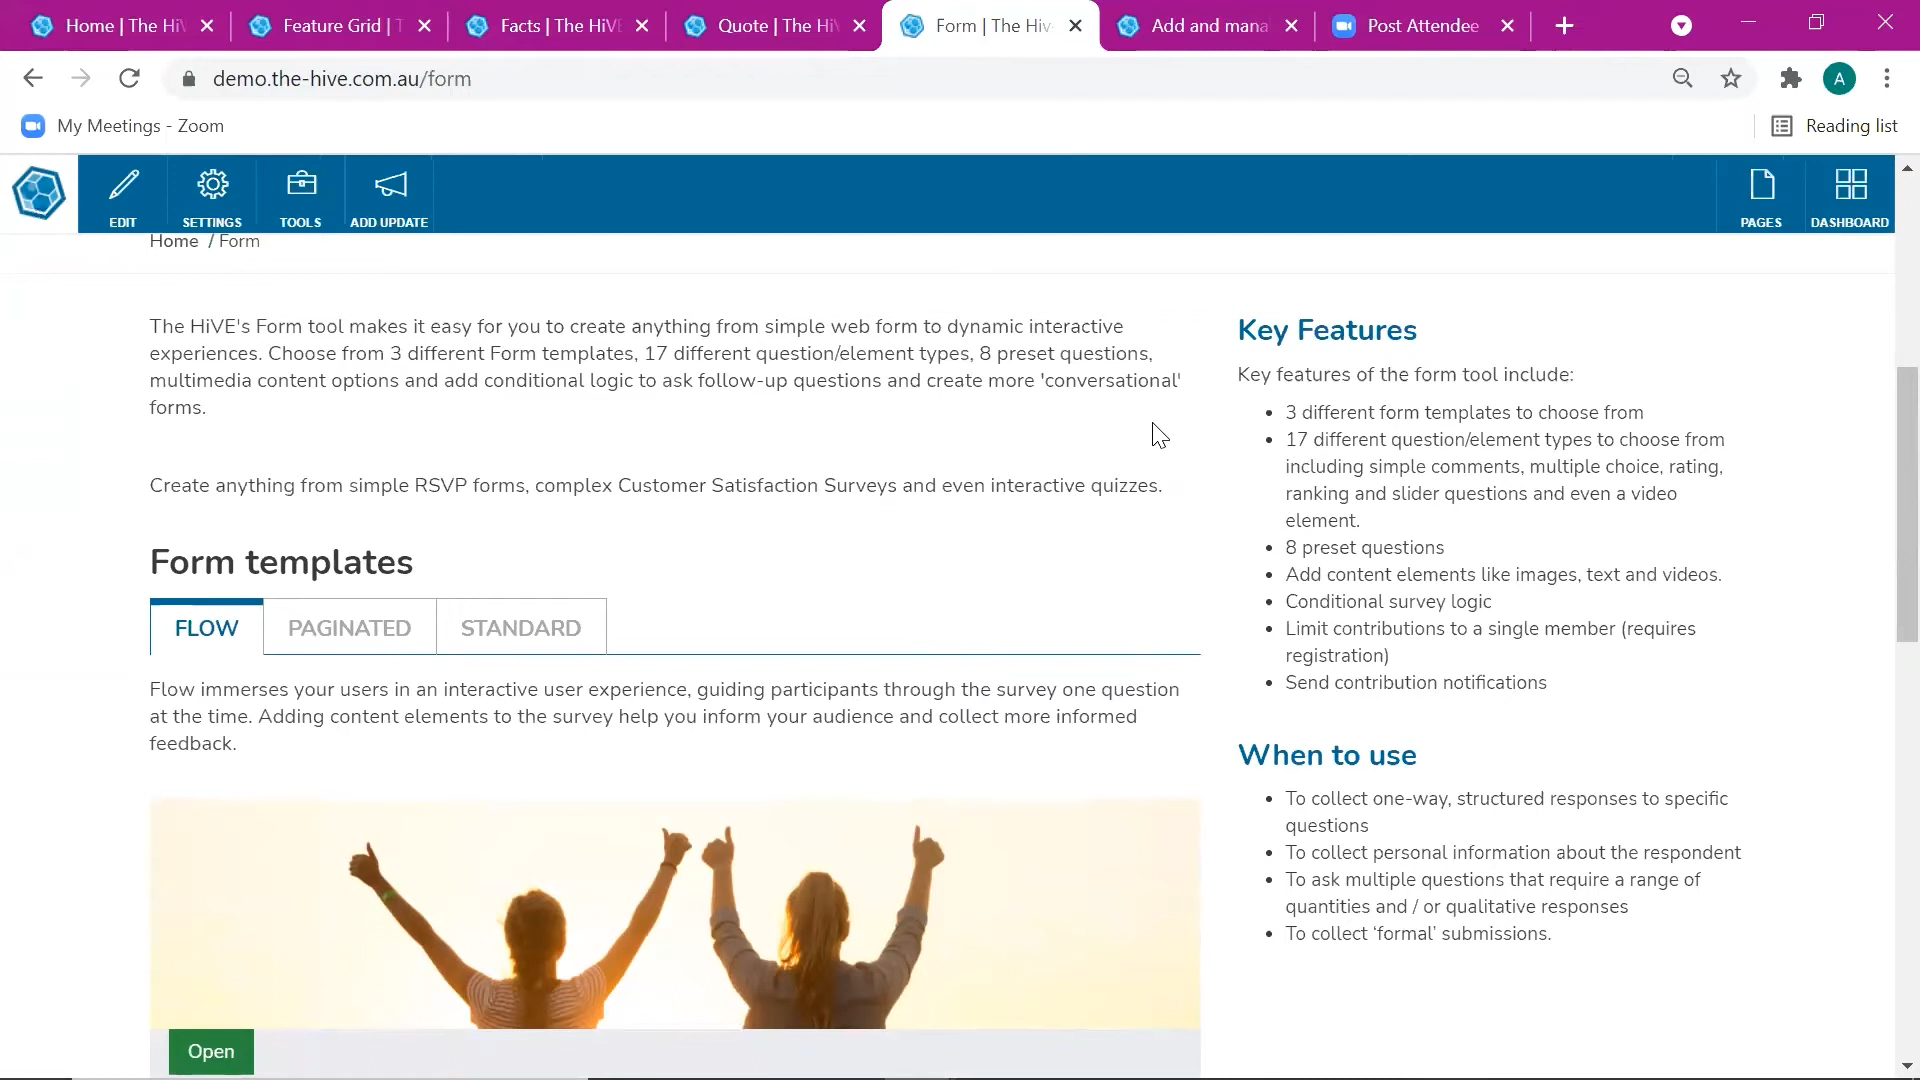 Home | The Hi
Feature Grid |
Facts | The HiVE
Quote | The Hi
Form | The Hiv
Add and mana
Post Attendee
demo.the-hive.com.au/form
A
My Meetings - Zoom
Reading list
EDIT
SETTINGS
TOOLS
ADD UPDATE
PAGES
DASHBOARD
Home / Form
The HiVE's Form tool makes it easy for you to create anything from simple web form to dynamic interactive
experiences. Choose from 3 different Form templates, 17 different question/element types, 8 preset questions,
multimedia content options and add conditional logic to ask follow-up questions and create more 'conversational'
forms.
Create anything from simple RSVP forms, complex Customer Satisfaction Surveys and even interactive quizzes.
Form templates
FLOW
PAGINATED
STANDARD
Flow immerses your users in an interactive user experience, guiding participants through the survey one question
at the time. Adding content elements to the survey help you inform your audience and collect more informed
feedback.
Open
Key Features
Key features of the form tool include:
• 3 different form templates to choose from
• 17 different question/element types to choose from
including simple comments, multiple choice, rating,
ranking and slider questions and even a video
element.
• 8 preset questions
• Add content elements like images, text and videos.
• Conditional survey logic
• Limit contributions to a single member (requires
registration)
• Send contribution notifications
When to use
• To collect one-way, structured responses to specific
questions
• To collect personal information about the respondent
• To ask multiple questions that require a range of
quantities and / or qualitative responses
• To collect ‘formal’ submissions.